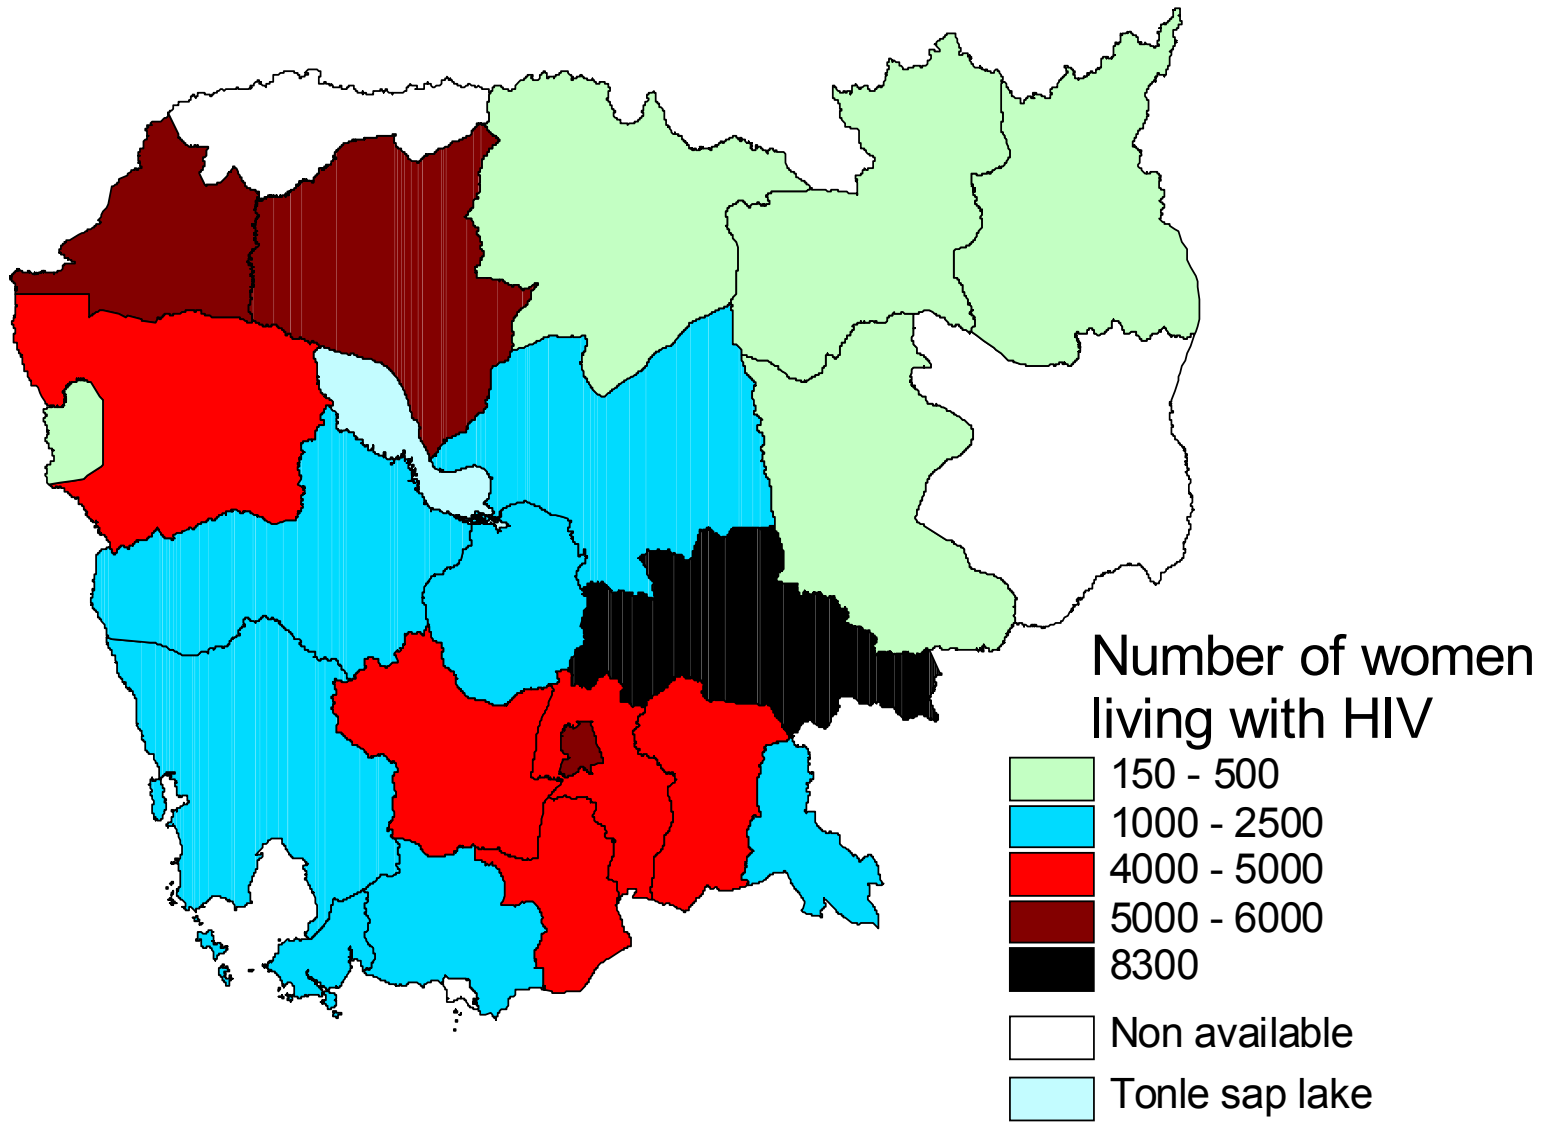 Number of women
living with HIV
150 - 500
1000 - 2500
4000 - 5000
5000 - 6000
8300
Non available
Tonle sap lake